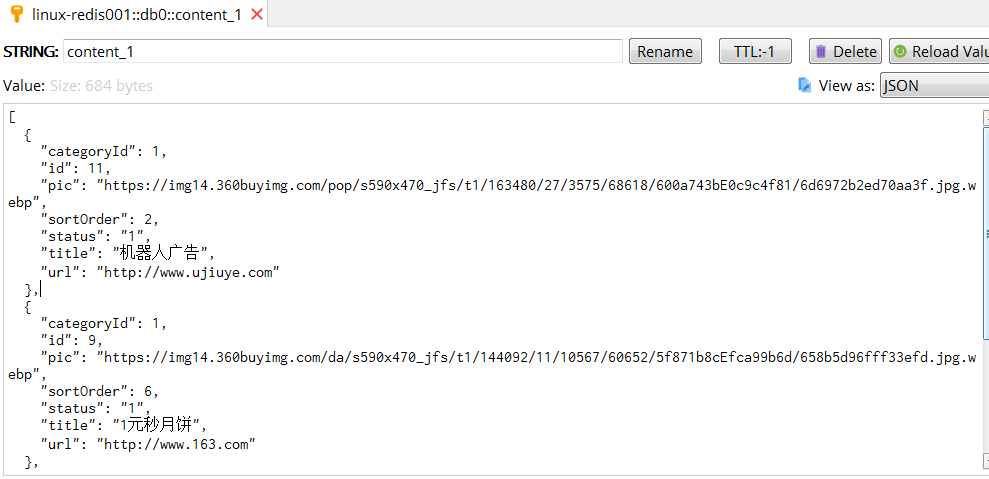 linux-redis001::db0::content_1
STRING: content_1 Rename TTL:-1 Delete Reload Valu
Value: Size: 684 bytes View as: JSON
[
{
"categoryId": 1,
"id": 11,
"pic": "https://img14.360buyimg.com/pop/s590x470_jfs/t1/163480/27/3575/68618/600a743bE0c9c4f81/6d6972b2ed70aa3f.jpg.w
ebp",
"sortOrder": 2,
"status": "1",
"title": "机器人广告",
"url": "http://www.ujiuye.com"
},
{
"categoryId": 1,
"id": 9,
"pic": "https://img14.360buyimg.com/da/s590x470_jfs/t1/144092/11/10567/60652/5f871b8cEfca99b6d/658b5d96fff33efd.jpg.w
ebp",
"sortOrder": 6,
"status": "1",
"title": "1元秒月饼",
"url": "http://www.163.com"
},